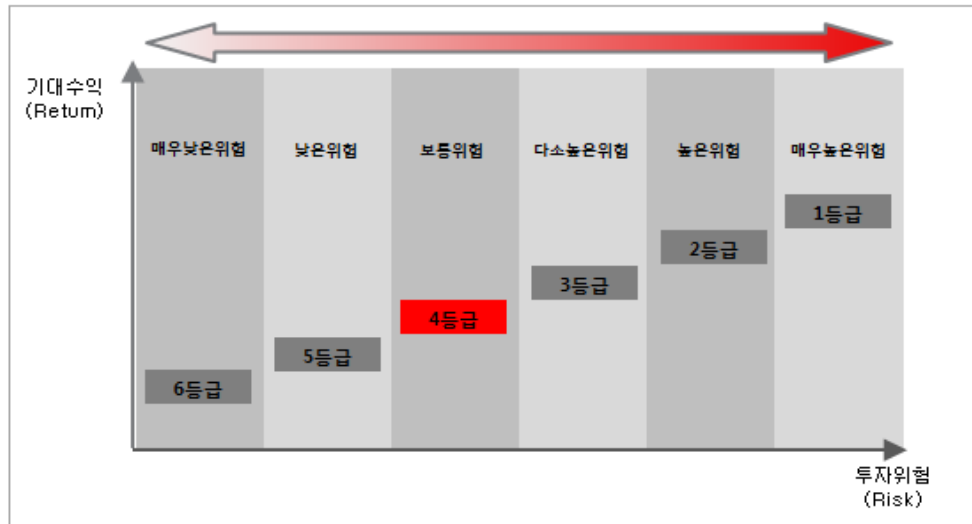 기대수익
(Return)
매우낮은위험
낮은위험
보통위험
다소높은위험
높은위험
매우높은위험
1등급
2등급
3등급
4등급
5등급
6등급
투자위험
(Risk)